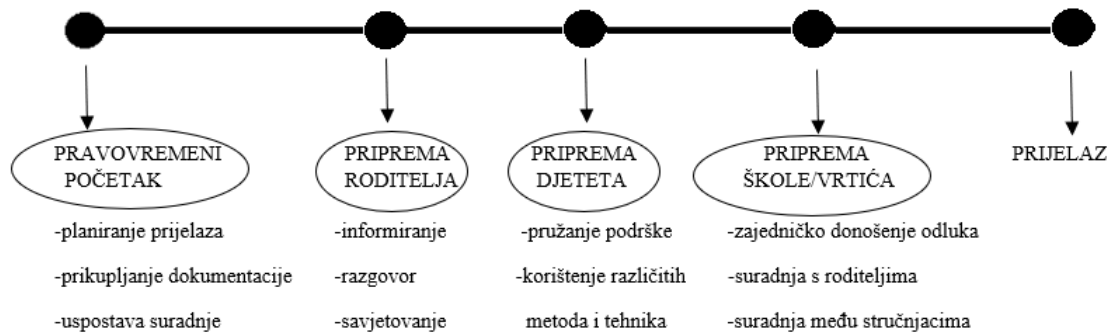 PRAVOVREMENI
POČETAK
-planiranje prijelaza
-prikupljanje dokumentacije
-uspostava suradnje
PRIPREMA
RODITELJA
-informiranje
-razgovor
-savjetovanje
PRIPREMA
DJETETA
-pružanje podrške
-korištenje različitih
metoda i tehnika
PRIPREMA
ŠKOLE/VRTIĆA
-zajedničko donošenje odluka
-suradnja s roditeljima
-suradnja među stručnjacima
PRIJELAZ